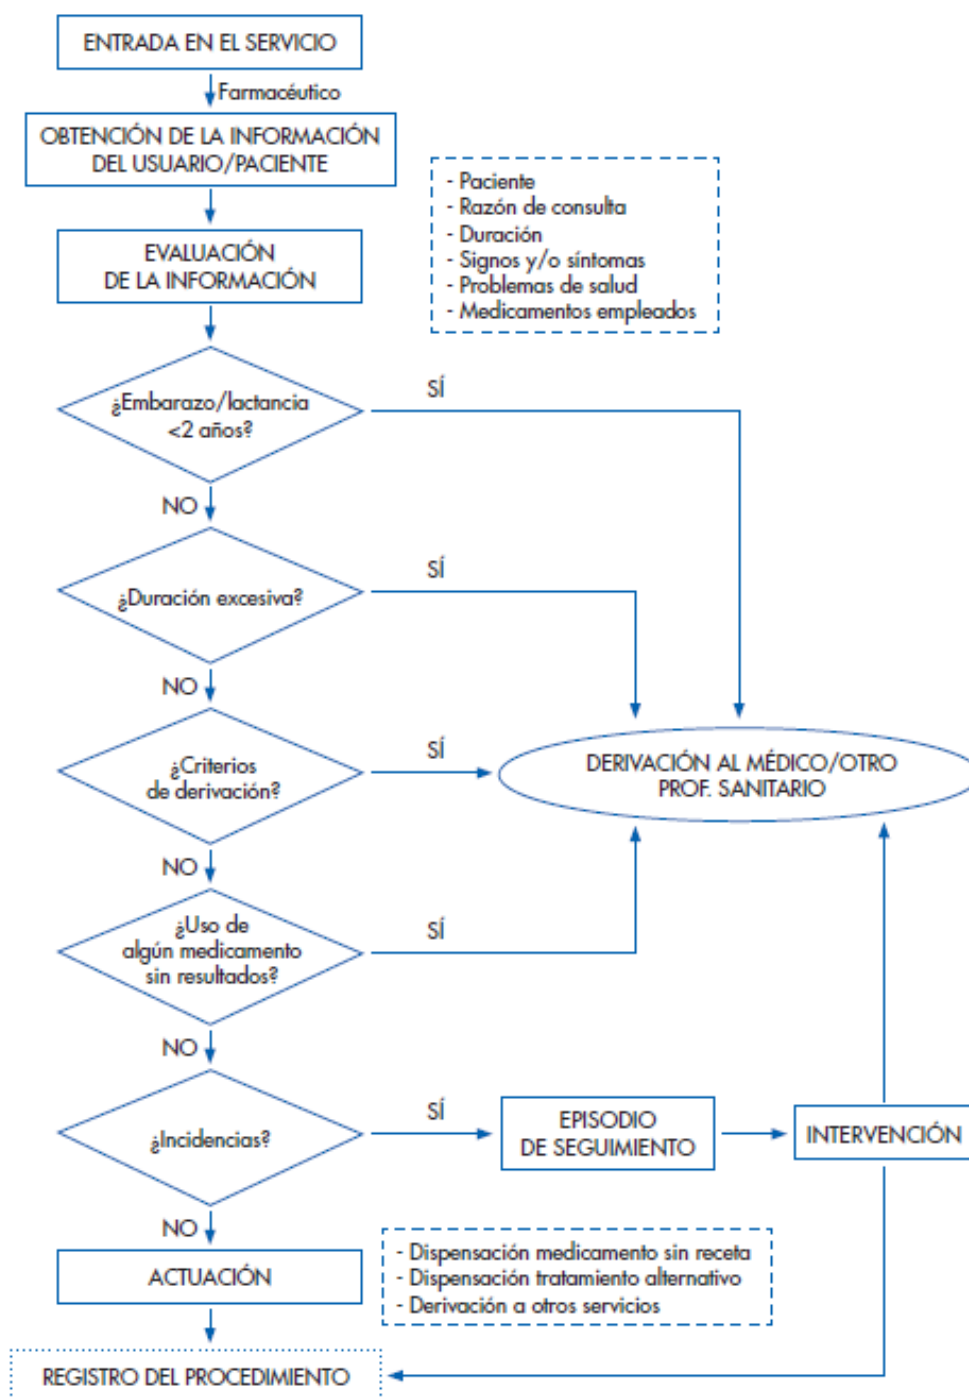 ENTRADA EN EL SERVICIO
Farmacéutico
OBTENCIÓN DE LA INFORMACIÓN
DEL USUARIO/PACIENTE
- Paciente
- Razón de consulta
- Duración
- Signos y/o síntomas
- Problemas de salud
- Medicamentos empleados
EVALUACIÓN
DE LA INFORMACIÓN
¿Embarazo/lactancia
<2 años?
SÍ
NO
¿Duración excesiva?
SÍ
NO
¿Criterios
de derivación?
SÍ
DERIVACIÓN AL MÉDICO/OTRO
PROF. SANITARIO
NO
¿Uso de
algún medicamento
sin resultados?
SÍ
NO
¿Incidencias?
SÍ
EPISODIO
DE SEGUIMIENTO
INTERVENCIÓN
NO
ACTUACIÓN
- Dispensación medicamento sin receta
- Dispensación tratamiento alternativo
- Derivación a otros servicios
REGISTRO DEL PROCEDIMIENTO